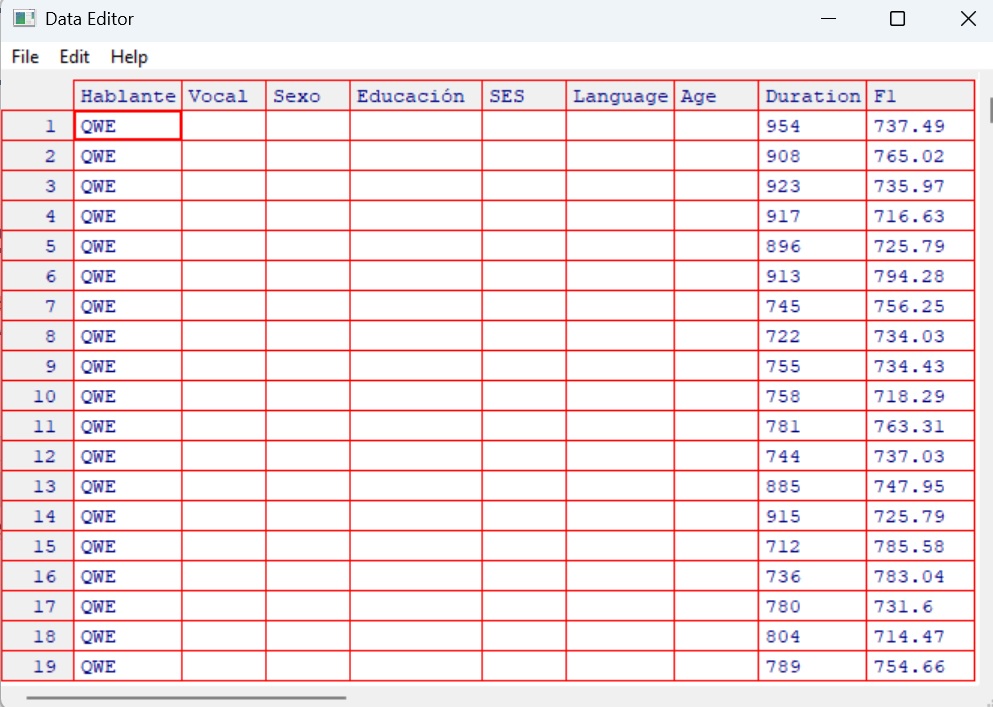 Data Editor
File Edit Help
Hablante Vocal Sexo Educación SES Language Age Duration F1
1 QWE 954 737.49
2 QWE 908 765.02
3 QWE 923 735.97
4 QWE 917 716.63
5 QWE 896 725.79
6 QWE 913 794.28
7 QWE 745 756.25
8 QWE 722 734.03
9 QWE 755 734.43
10 QWE 758 718.29
11 QWE 781 763.31
12 QWE 744 737.03
13 QWE 885 747.95
14 QWE 915 725.79
15 QWE 712 785.58
16 QWE 736 783.04
17 QWE 780 731.6
18 QWE 804 714.47
19 QWE 789 754.66